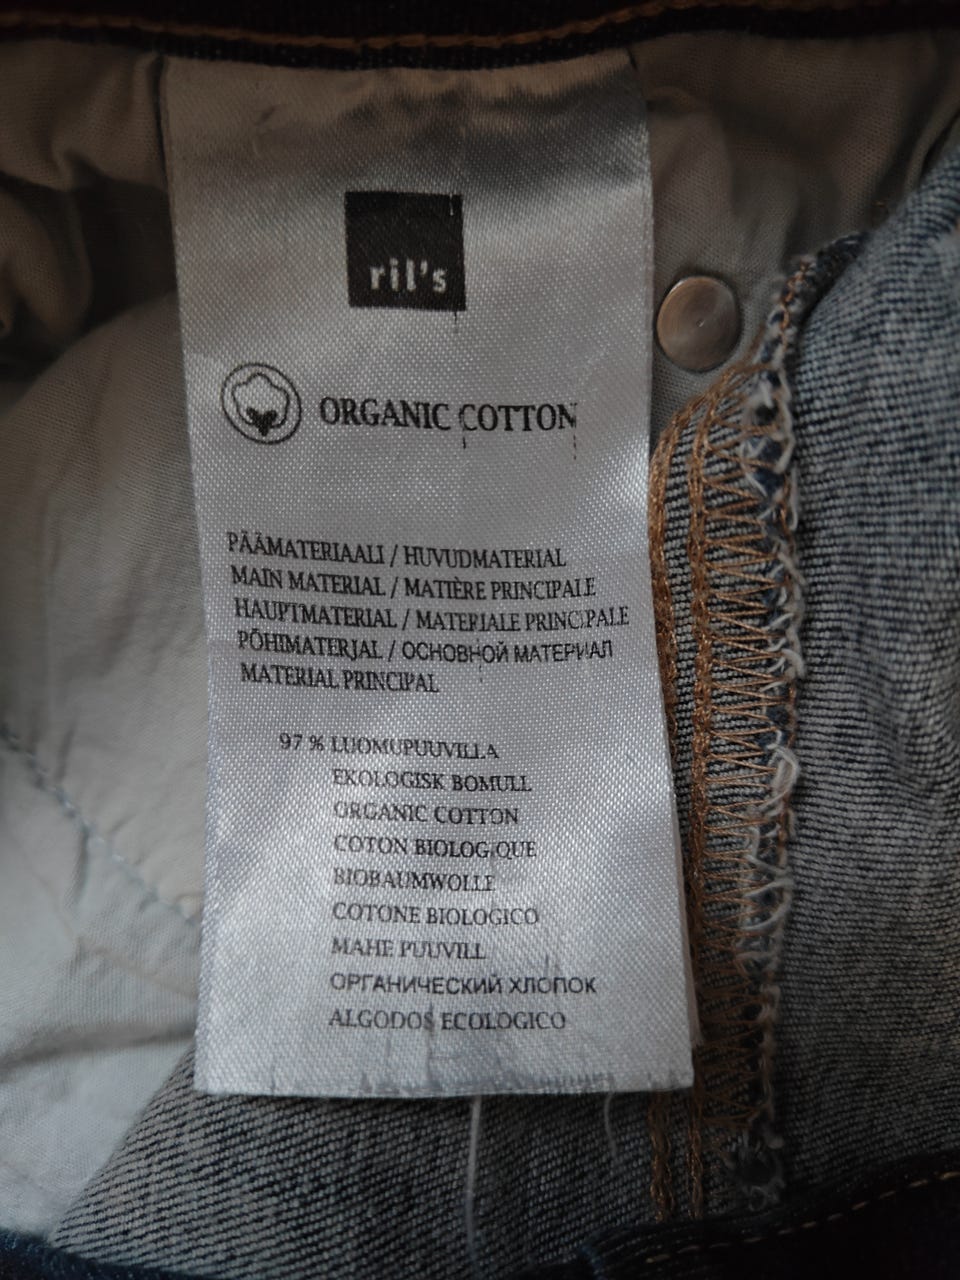 ril's
ORGANIC COTTON
PÄÄMATERIAALI / HUVUDMATERIAL
MAIN MATERIAL / MATIÈRE PRINCIPALE
HAUPTMATERIAL / MATERIALE PRINCIPALE
PÕHIMATERJAL / ОСНОВНОЙ МАТЕРИАЛ
MATERIAL PRINCIPAL
97 % LUOMUPUUVILLA
EKOLOGISK BOMULL
ORGANIC COTTON
COTON BIOLOGIQUE
BIOBAUMWOLLE
COTONE BIOLOGICO
MAHE PUUVILL
ОРГАНИЧЕСКИЙ ХЛОПОК
ALGODOS ECOLOGICO